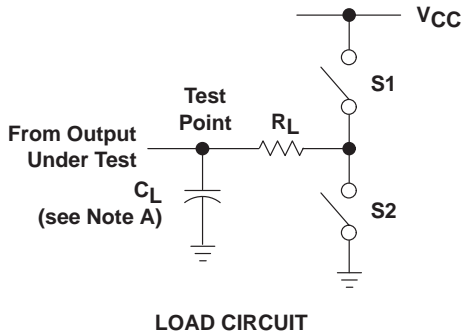 VCC
S1
Test
Point
RL
From Output
Under Test
CL
(see Note A)
S2
LOAD CIRCUIT